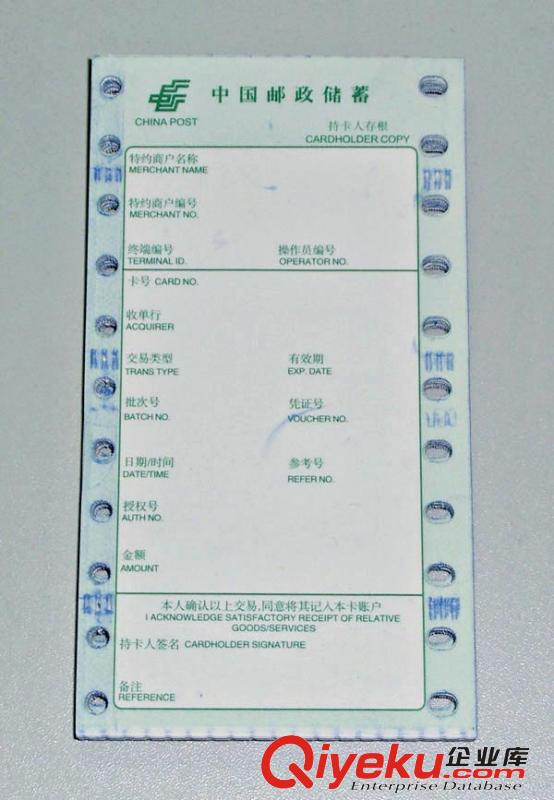 中国邮政储蓄
CHINA POST
持卡人存根
CARDHOLDER COPY
特约商户名称
MERCHANT NAME
特约商户编号
MERCHANT NO.
终端编号 操作员编号
TERMINAL ID. OPERATOR NO.
卡号 CARD NO.
收单行
ACQUIRER
交易类型 有效期
TRANS TYPE EXP. DATE
批次号 凭证号
BATCH NO. VOUCHER NO.
日期/时间 参考号
DATE/TIME REFER NO.
授权号
AUTH NO.
金额
AMOUNT
本人确认以上交易,同意将其记入本卡账户
I ACKNOWLEDGE SATISFACTORY RECEIPT OF RELATIVE
GOODS/SERVICES
持卡人签名 CARDHOLDER SIGNATURE
备注
REFERENCE
Qiyeku.com 企业库
Enterprise Database